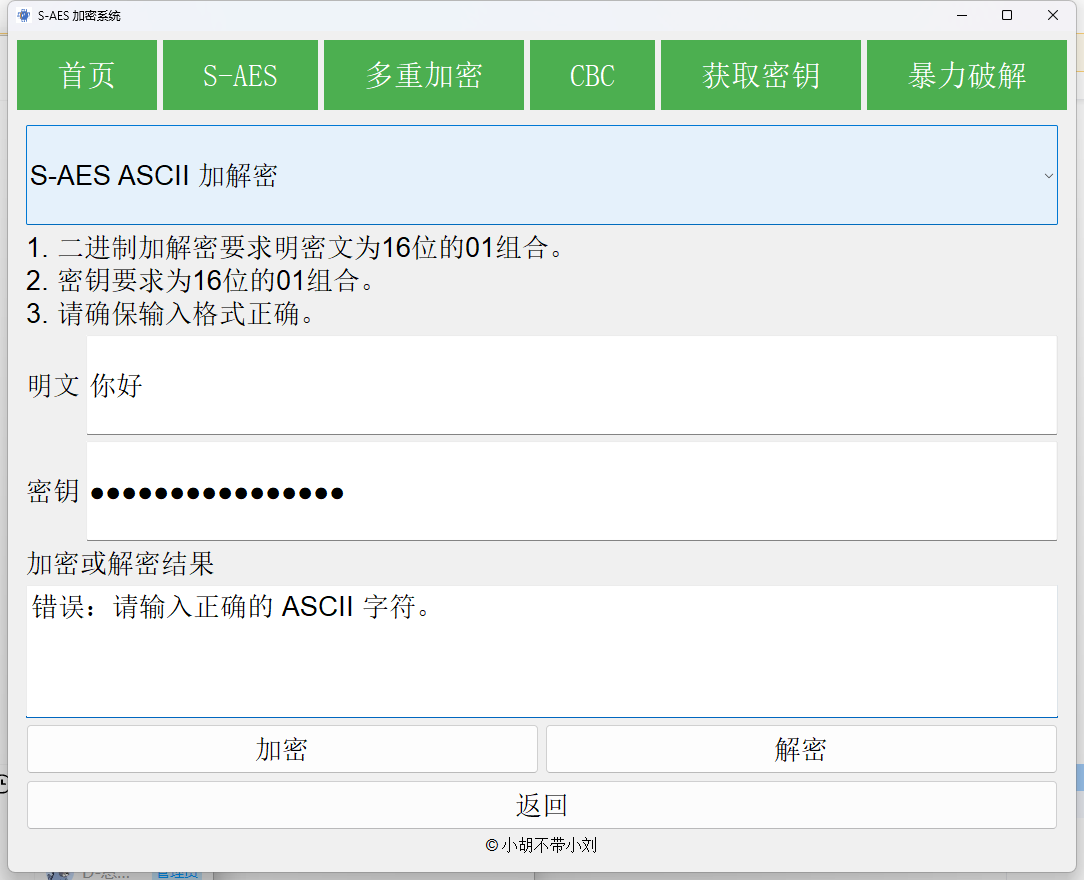 S-AES 加密系统
首页 S-AES 多重加密 CBC 获取密钥 暴力破解
S-AES ASCII 加解密
1. 二进制加解密要求明密文为16位的01组合。
2. 密钥要求为16位的01组合。
3. 请确保输入格式正确。
明文 你好
密钥 ●●●●●●●●●●●●●●●●
加密或解密结果
错误：请输入正确的 ASCII 字符。
加密 解密
返回
© 小胡不带小刘
管理员